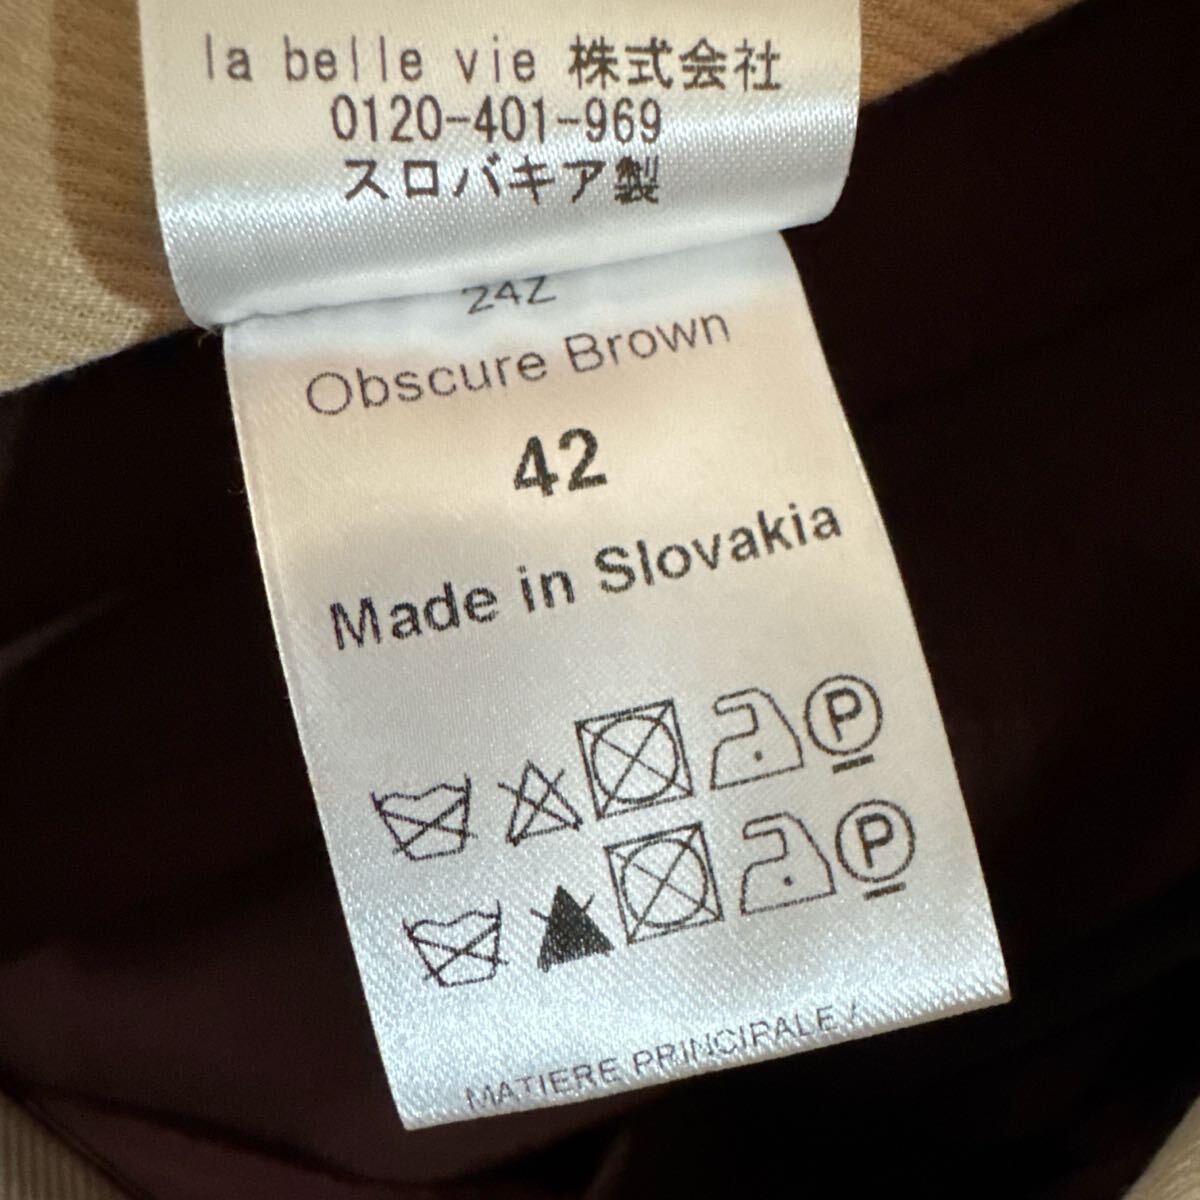 la belle vie 株式会社
0120-401-969
スロバキア製
24Z
Obscure Brown
42
Made in Slovakia
P
P
MATIERE PRINCIPALE /